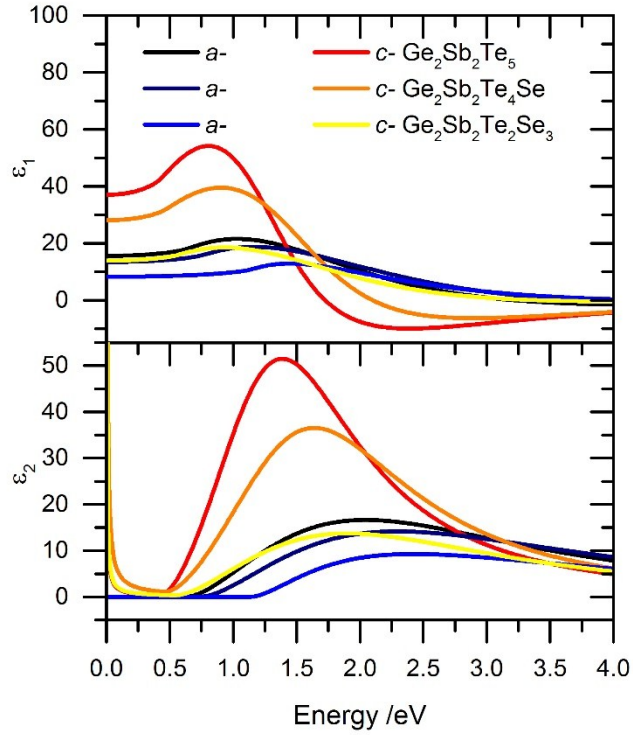 100
80
60
40
20
0
ε₁
a- c- Ge₂Sb₂Te₅
a- c- Ge₂Sb₂Te₄Se
a- c- Ge₂Sb₂Te₂Se₃
50
40
30
20
10
0
ε₂
0.0 0.5 1.0 1.5 2.0 2.5 3.0 3.5 4.0
Energy /eV